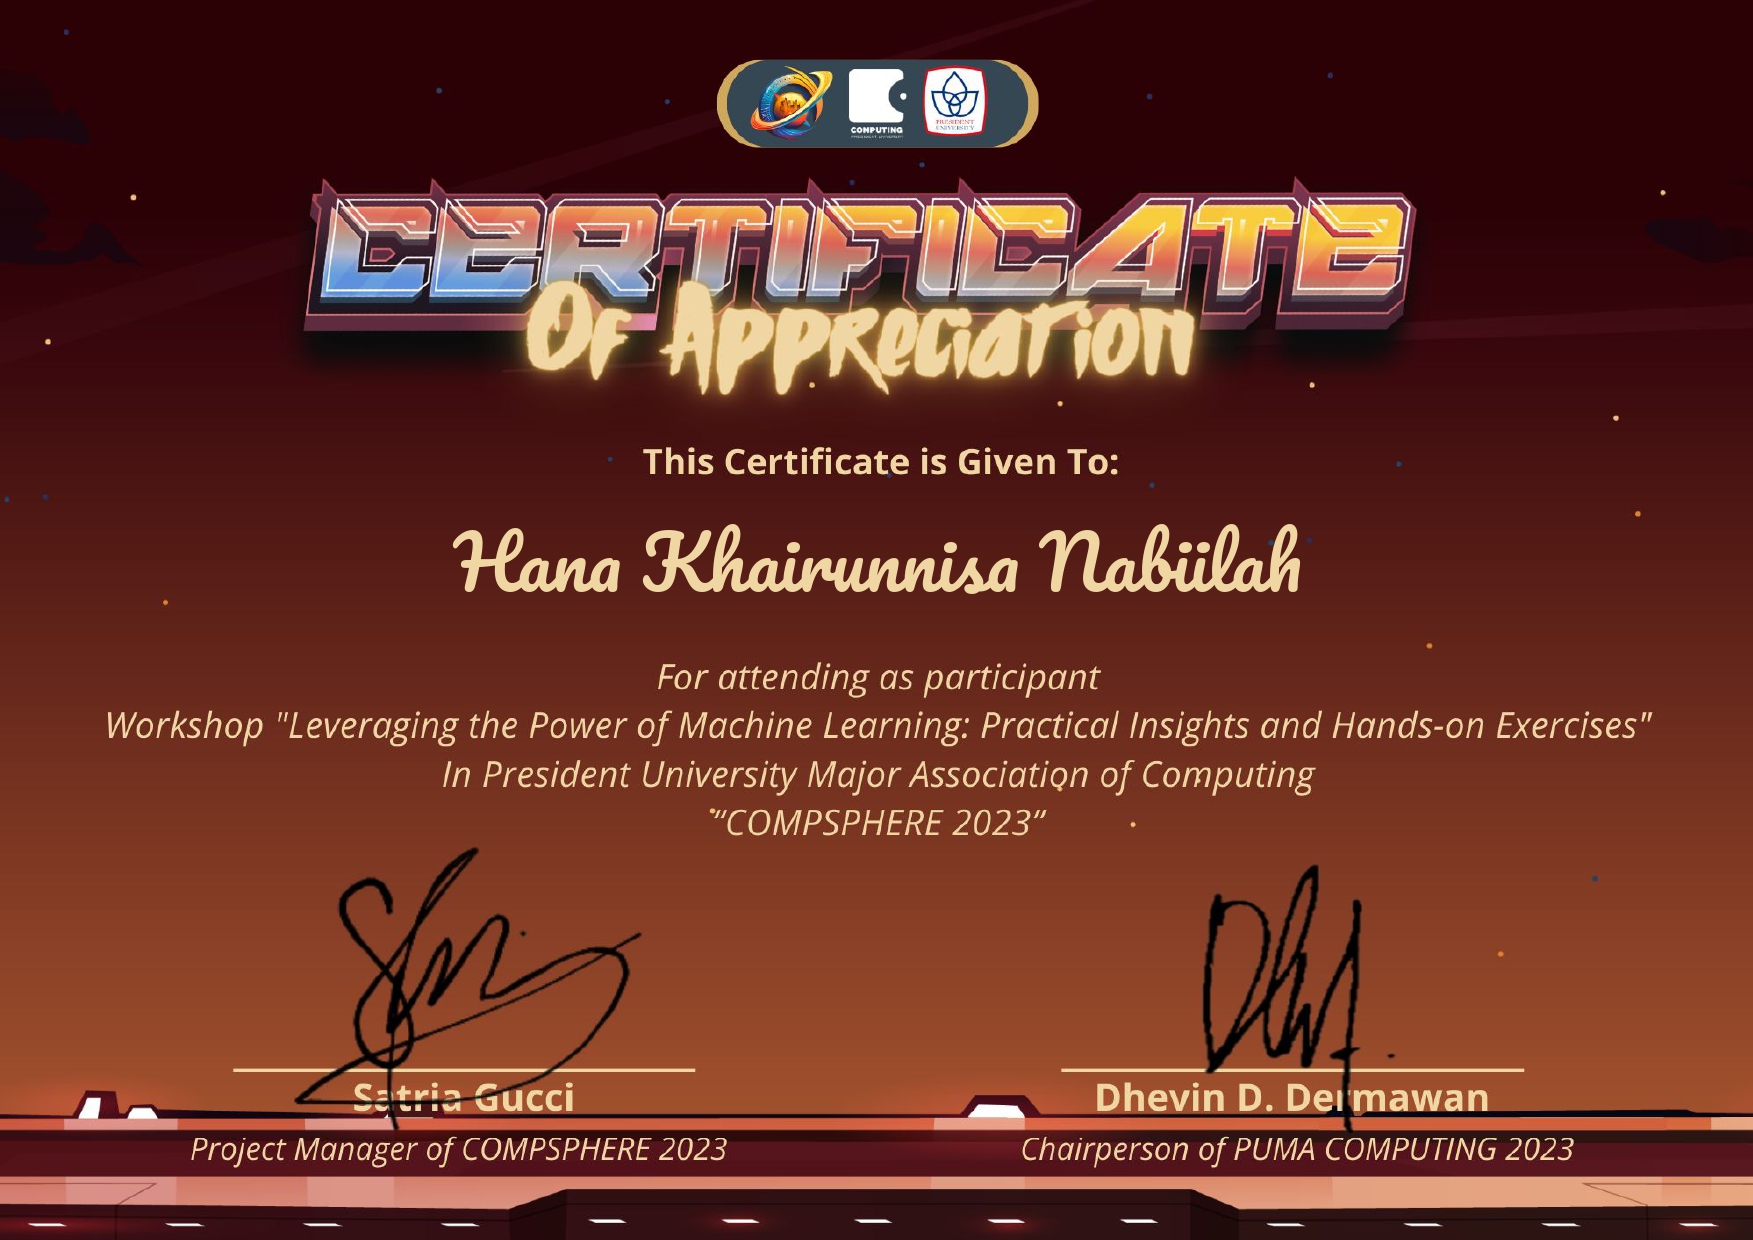 COMPUTING
PRESIDENT
UNIVERSITY
CERTIFICATE
Of Appreciation
This Certificate is Given To:
Hana Khairunnisa Nabiilah
For attending as participant
Workshop "Leveraging the Power of Machine Learning: Practical Insights and Hands-on Exercises"
In President University Major Association of Computing
“COMPSPHERE 2023”
Satria Gucci
Project Manager of COMPSPHERE 2023
Dhevin D. Dermawan
Chairperson of PUMA COMPUTING 2023